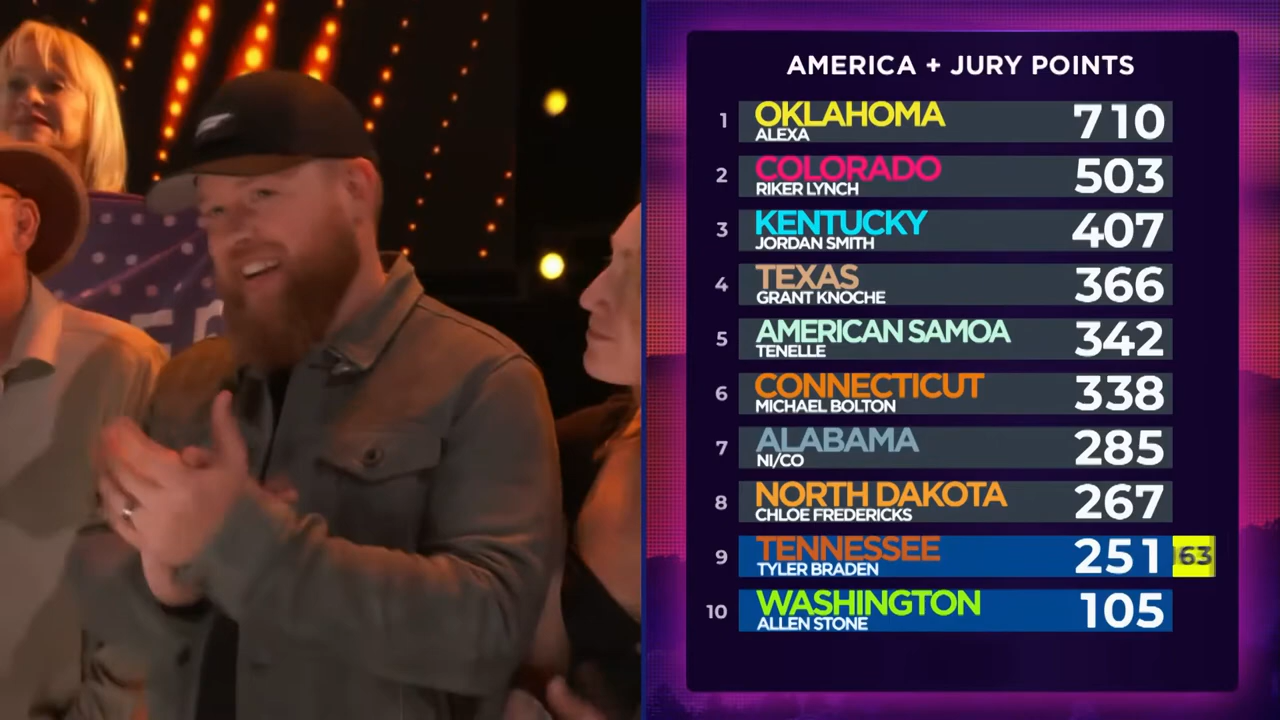 AMERICA + JURY POINTS
1 OKLAHOMA 710
ALEXA
2 COLORADO 503
RIKER LYNCH
3 KENTUCKY 407
JORDAN SMITH
4 TEXAS 366
GRANT KNOCHE
5 AMERICAN SAMOA 342
TENELLE
6 CONNECTICUT 338
MICHAEL BOLTON
7 ALABAMA 285
NI/CO
8 NORTH DAKOTA 267
CHLOE FREDERICKS
9 TENNESSEE 251 163
TYLER BRADEN
10 WASHINGTON 105
ALLEN STONE